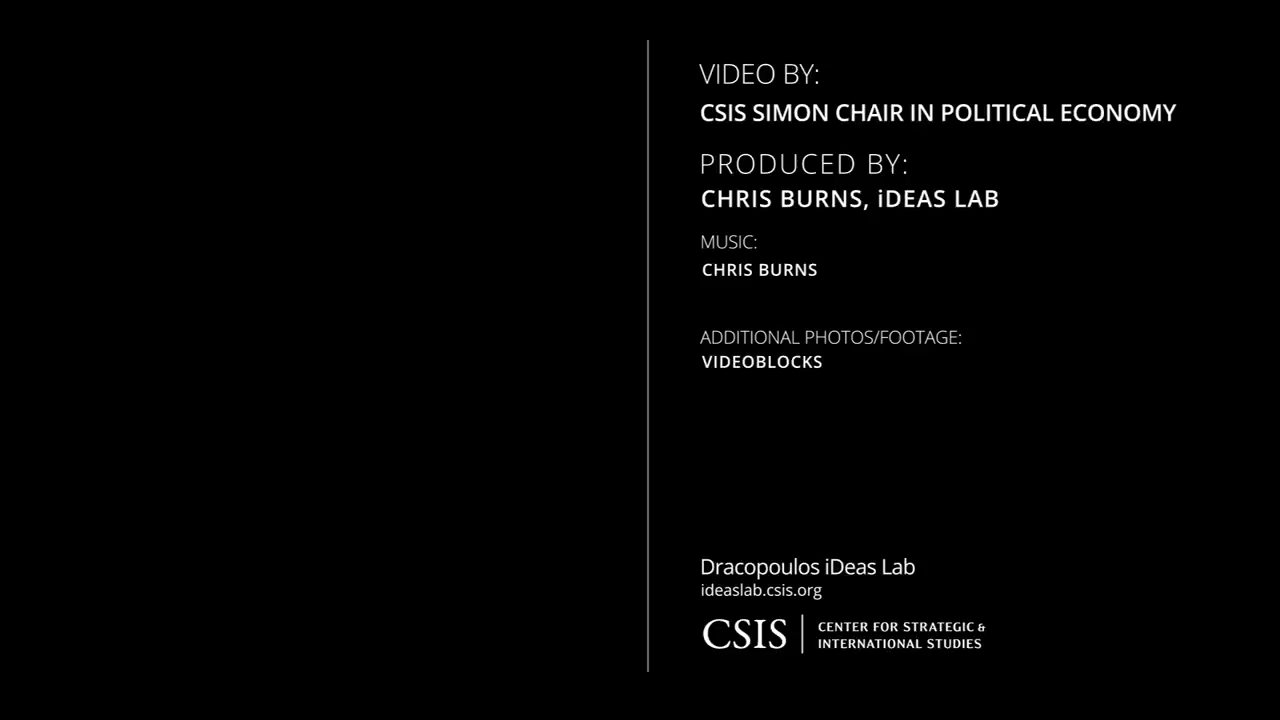 VIDEO BY:
CSIS SIMON CHAIR IN POLITICAL ECONOMY
PRODUCED BY:
CHRIS BURNS, iDEAS LAB
MUSIC:
CHRIS BURNS
ADDITIONAL PHOTOS/FOOTAGE:
VIDEOBLOCKS
Dracopoulos iDeas Lab
ideaslab.csis.org
CSIS | CENTER FOR STRATEGIC &
INTERNATIONAL STUDIES